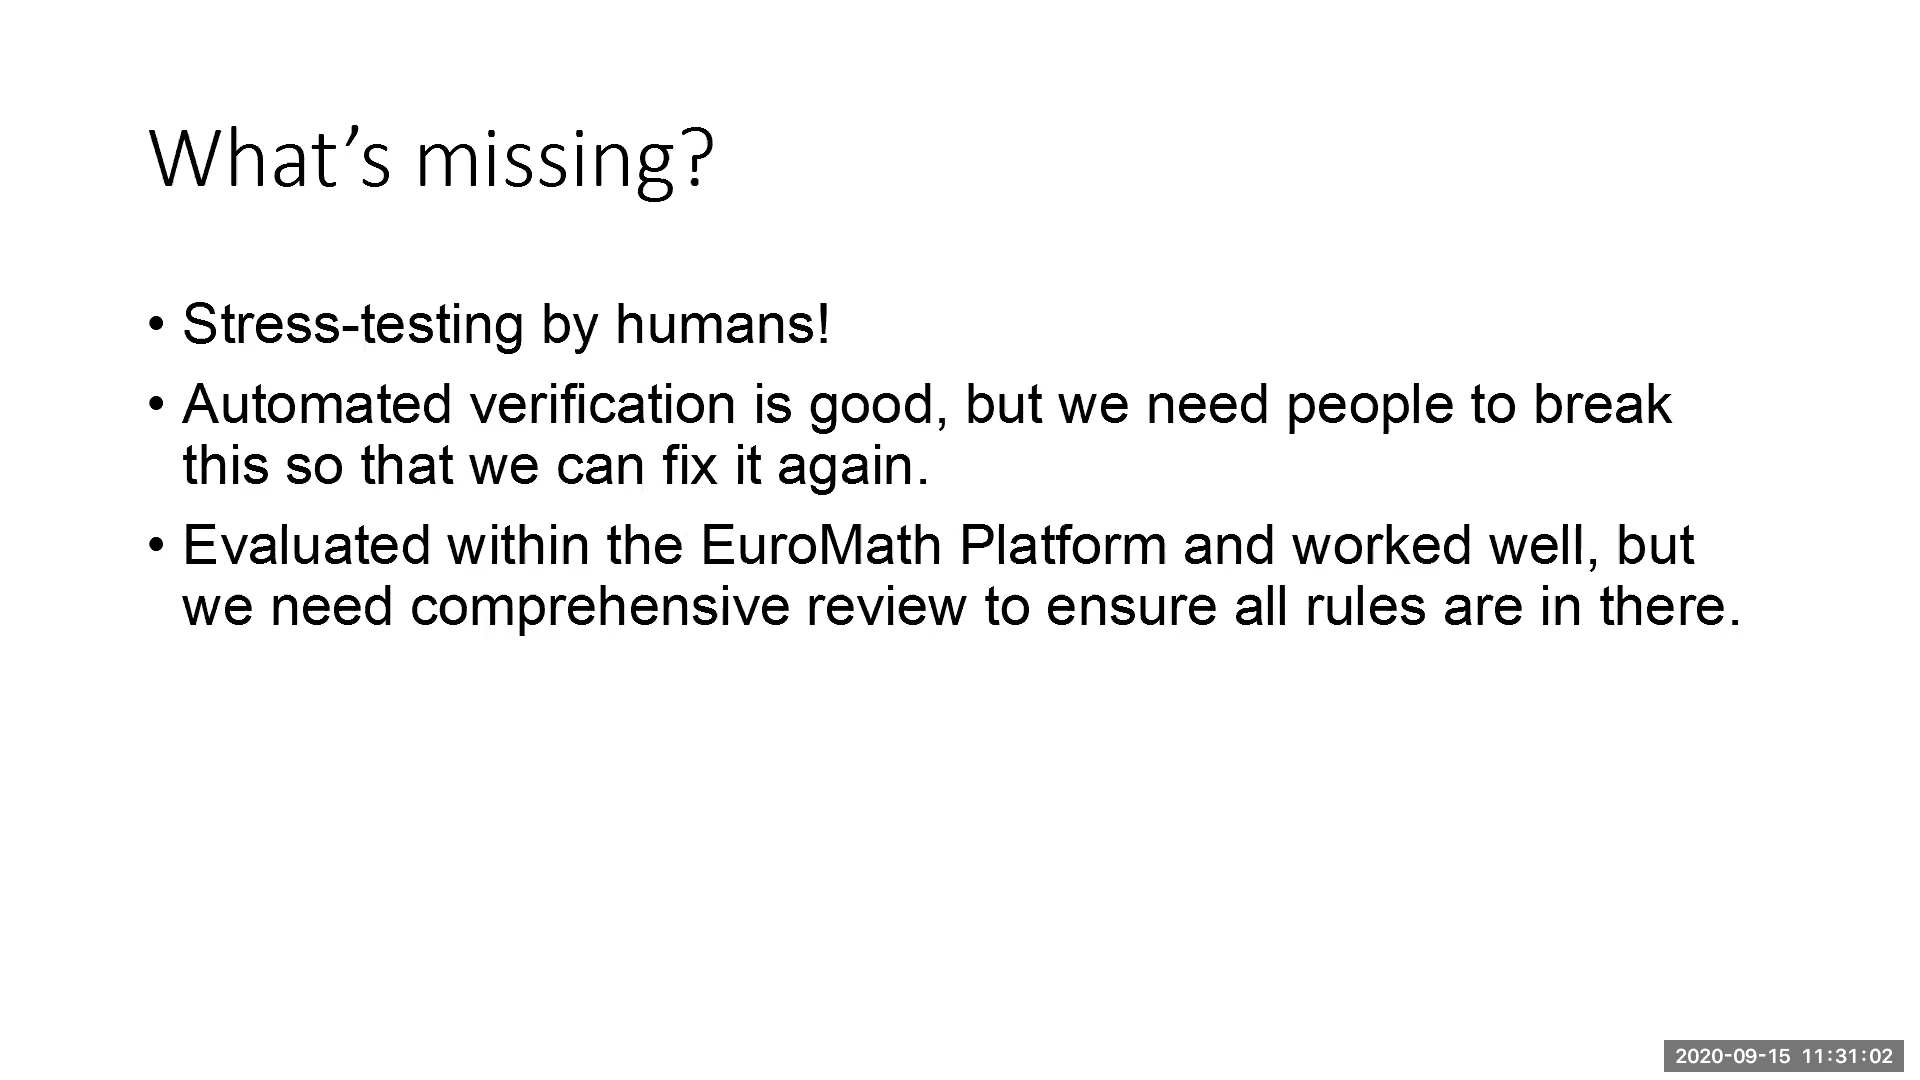 What’s missing?
• Stress-testing by humans!
• Automated verification is good, but we need people to break
this so that we can fix it again.
• Evaluated within the EuroMath Platform and worked well, but
we need comprehensive review to ensure all rules are in there.
2020-09-15 11:31:02